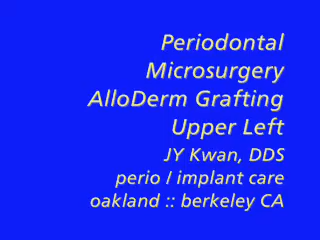 Periodontal
Microsurgery
AlloDerm Grafting
Upper Left
JY Kwan, DDS
perio / implant care
oakland :: berkeley CA